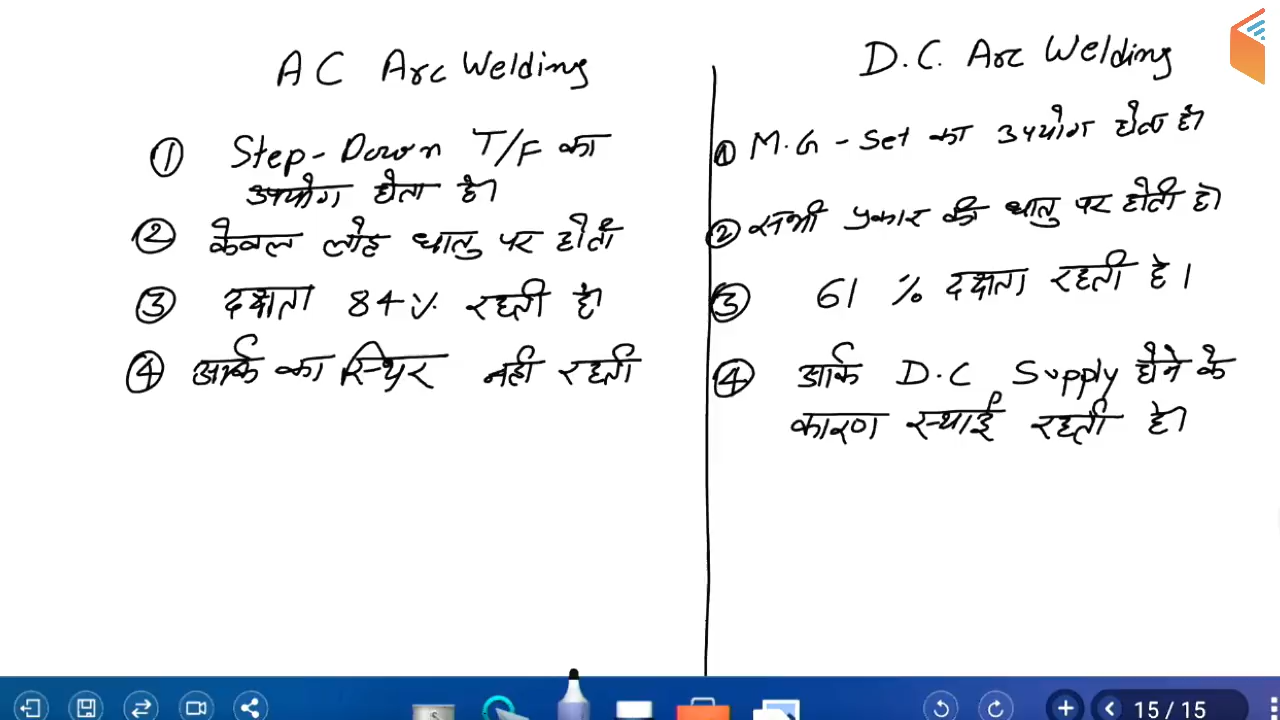 AC Arc Welding
① Step-Down T/F का
उपयोग होता है।
② केवल लौह धातु पर होती
③ दक्षता 84% रहती है।
④ आर्क का स्थिर नही रहती
D.C. Arc Welding
① M.G - Set का उपयोग होता है।
② सभी प्रकार की धातु पर होती है।
③ 61 % दक्षता रहती है।
④ आर्क D.C Supply होने के
कारण स्थाई रहती है।
15 / 15